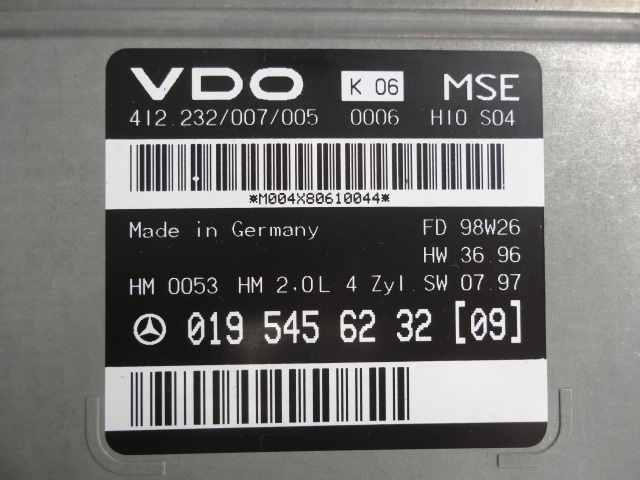 VDO K 06 MSE
412.232/007/005 0006 H10 S04
*M004X80610044*
Made in Germany FD 98W26
HW 36.96
HM 0053 HM 2.0L 4 Zyl. SW 07.97
019 545 62 32 [09]